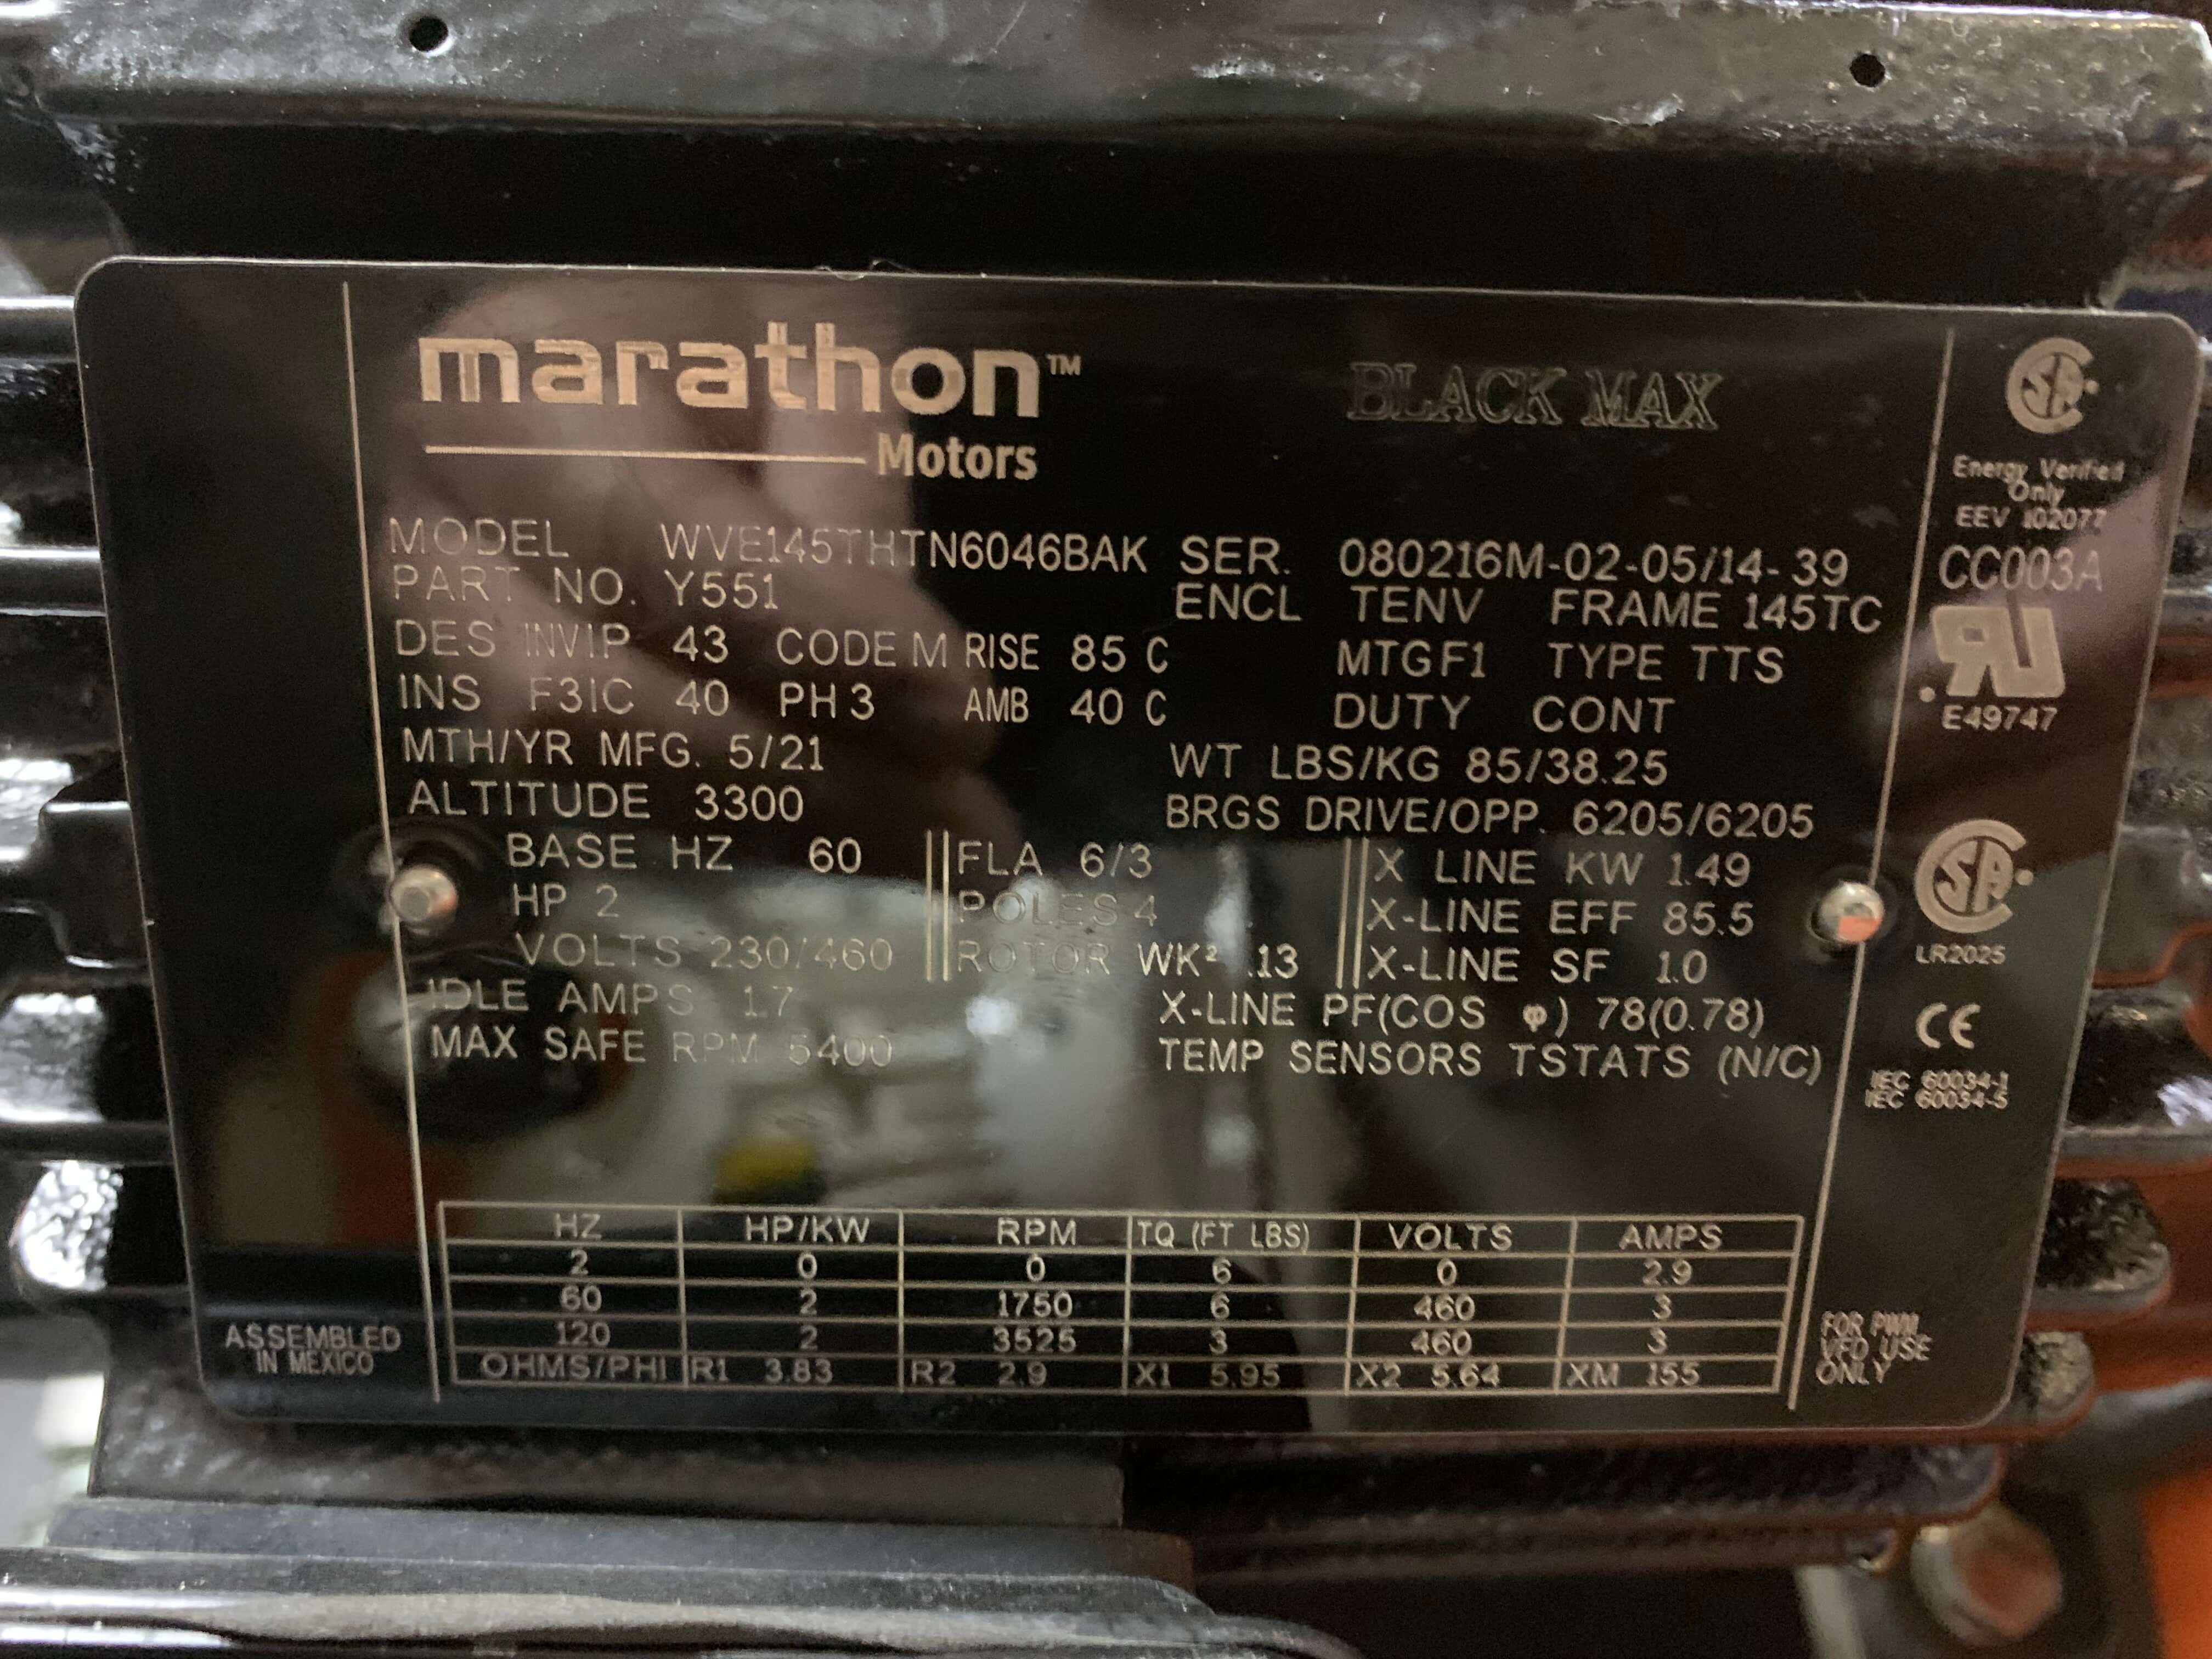 marathon™
Motors
BLACK MAX
MODEL WVE145THTN6046BAK SER. 080216M-02-05/14-39
PART NO. Y551 ENCL TENV FRAME 145TC
DES INVIP 43 CODE M RISE 85 C MTGF1 TYPE TTS
INS F3IC 40 PH 3 AMB 40 C DUTY CONT
MTH/YR MFG. 5/21 WT LBS/KG 85/38.25
ALTITUDE 3300 BRGS DRIVE/OPP. 6205/6205
BASE HZ 60 FLA 6/3 X LINE KW 1.49
HP 2 POLES 4 X-LINE EFF 85.5
VOLTS 230/460 ROTOR WK² .13 X-LINE SF 1.0
IDLE AMPS 1.7 X-LINE PF(COS φ) 78(0.78)
MAX SAFE RPM 5400 TEMP SENSORS TSTATS (N/C)
HZ HP/KW RPM TQ (FT LBS) VOLTS AMPS
2 0 0 6 0 2.9
60 2 1750 6 460 3
120 2 3525 3 460 3
OHMS/PH R1 3.83 R2 2.9 X1 5.95 X2 5.64 XM 155
ASSEMBLED
IN MEXICO
SA
Energy Verified
Only
EEV 102077
CC003A
RU
E49747
SA
LR2025
CE
IEC 60034-1
IEC 60034-5
FOR PWM
VFD USE
ONLY